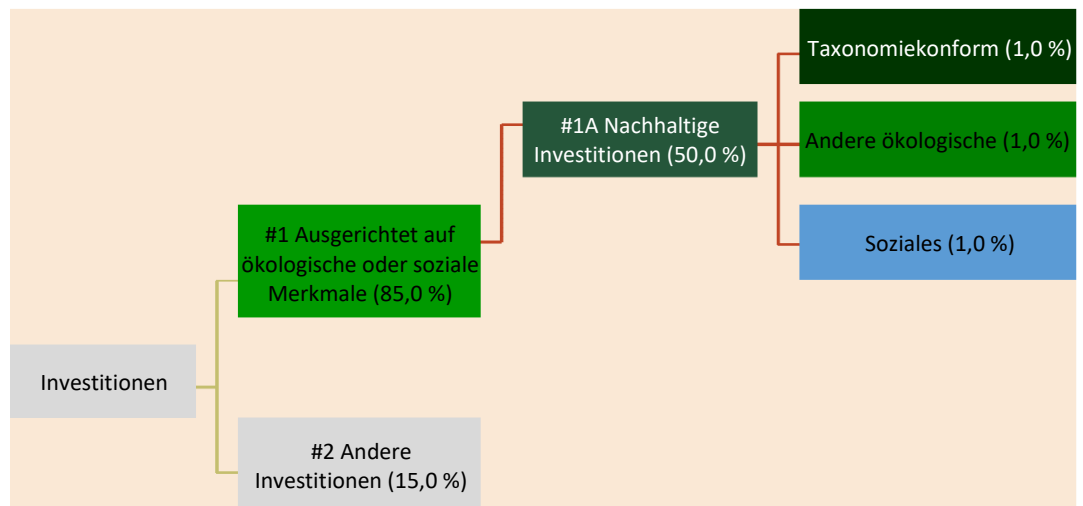 Investitionen
#1 Ausgerichtet auf
ökologische oder soziale
Merkmale (85,0 %)
#2 Andere
Investitionen (15,0 %)
#1A Nachhaltige
Investitionen (50,0 %)
Taxonomiekonform (1,0 %)
Andere ökologische (1,0 %)
Soziales (1,0 %)